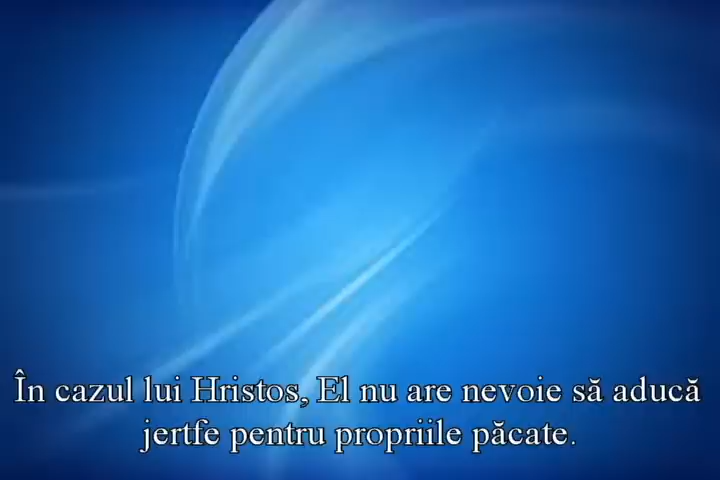 În cazul lui Hristos, El nu are nevoie să aducă
jertfe pentru propriile păcate.